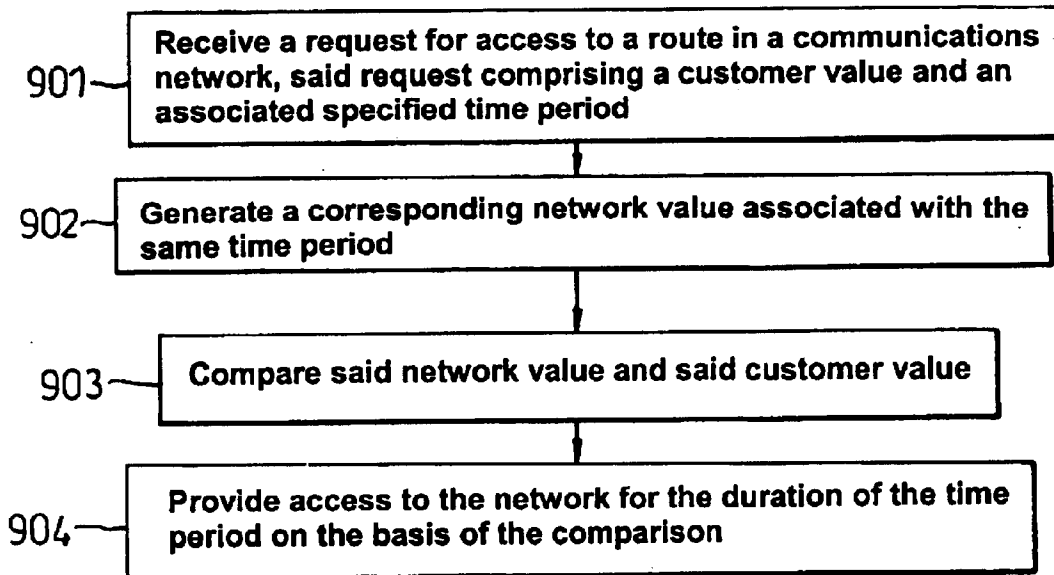 901
Receive a request for access to a route in a communications
network, said request comprising a customer value and an
associated specified time period
902
Generate a corresponding network value associated with the
same time period
903
Compare said network value and said customer value
904
Provide access to the network for the duration of the time
period on the basis of the comparison